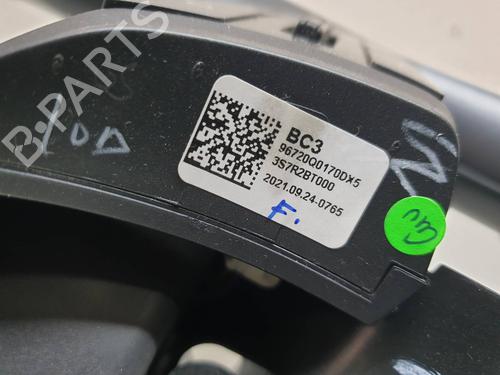 B-PARTS
BC3
96720Q0170DX5
3S7R2BT000
2021.09.24-0765
F.